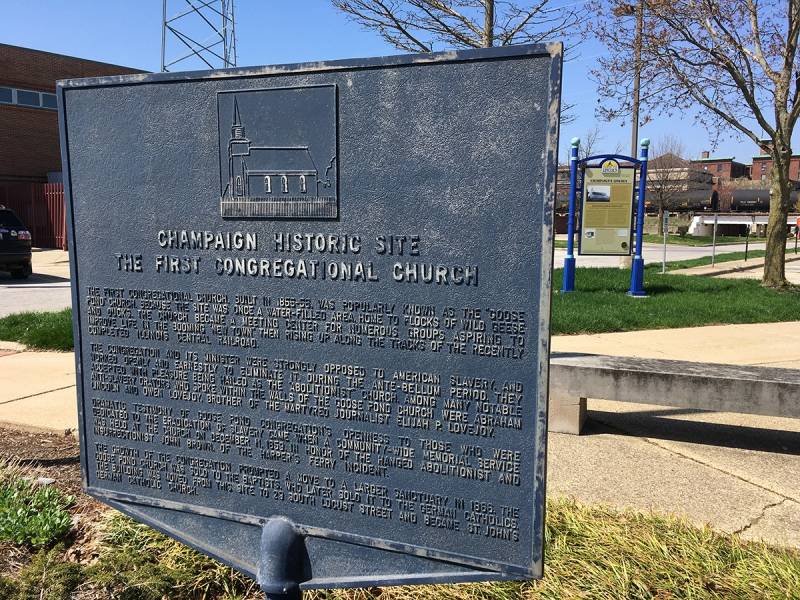 CHAMPAIGN HISTORIC SITE
THE FIRST CONGREGATIONAL CHURCH
THE FIRST CONGREGATIONAL CHURCH, BUILT IN 1855-56, WAS POPULARLY KNOWN AS THE "GOOSE
POND CHURCH" BECAUSE THE SITE WAS ONCE A WATER-FILLED AREA HOME TO FLOCKS OF WILD GEESE
AND DUCKS. THE CHURCH BECAME A MEETING CENTER FOR NUMEROUS GROUPS ASPIRING TO
IMPROVE LIFE IN THE BOOMING NEW TOWN THEN RISING UP ALONG THE TRACKS OF THE RECENTLY
COMPLETED ILLINOIS CENTRAL RAILROAD.
THE CONGREGATION AND ITS MINISTER WERE STRONGLY OPPOSED TO AMERICAN SLAVERY, AND
WORKED OPENLY AND EARNESTLY TO ELIMINATE IT DURING THE ANTE-BELLUM PERIOD. THEY
ACCEPTED WITH PRIDE BEING HAILED AS THE ABOLITIONIST CHURCH. AMONG MANY NOTABLE
ANTI-SLAVERY ORATORS WHO SPOKE WITHIN THE WALLS OF THE GOOSE POND CHURCH WERE ABRAHAM
LINCOLN AND OWEN LOVEJOY, BROTHER OF THE MARTYRED JOURNALIST ELIJAH P. LOVEJOY.
DRAMATIC TESTIMONY OF GOOSE POND CONGREGATION'S OPENNESS TO THOSE WHO WERE
DEDICATED TO THE ERADICATION OF SLAVERY CAME WHEN A COMMUNITY-WIDE MEMORIAL SERVICE
WAS HELD IN THE CHURCH ON DECEMBER 4, IN HONOR OF THE HANGED ABOLITIONIST AND
INSURRECTIONIST JOHN BROWN, OF THE HARPER'S FERRY INCIDENT.
THE GROWTH OF THE CONGREGATION PROMPTED A MOVE TO A LARGER SANCTUARY IN 1866. THE
OLD CHURCH WAS SOLD TO THE BAPTISTS, WHO LATER SOLD IT TO THE GERMAN CATHOLICS.
THE BUILDING WAS MOVED FROM THIS SITE TO 23 SOUTH LOCUST STREET AND BECAME ST. JOHN'S
GERMAN CATHOLIC CHURCH.
LINCOLN